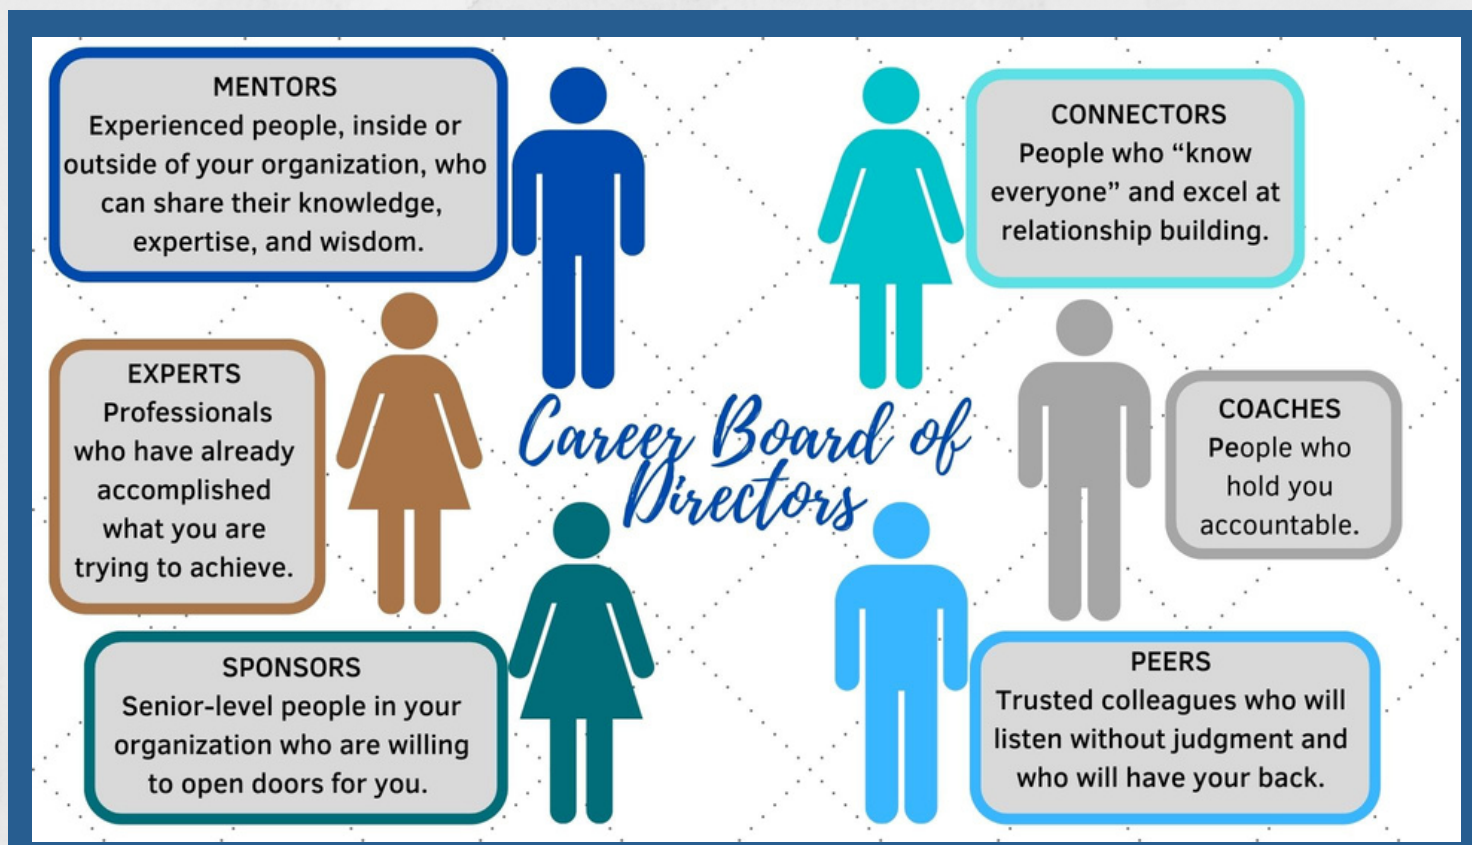 MENTORS
Experienced people, inside or
outside of your organization, who
can share their knowledge,
expertise, and wisdom.
CONNECTORS
People who “know
everyone” and excel at
relationship building.
EXPERTS
Professionals
who have already
accomplished
what you are
trying to achieve.
Career Board of
Directors
COACHES
People who
hold you
accountable.
SPONSORS
Senior-level people in your
organization who are willing
to open doors for you.
PEERS
Trusted colleagues who will
listen without judgment and
who will have your back.